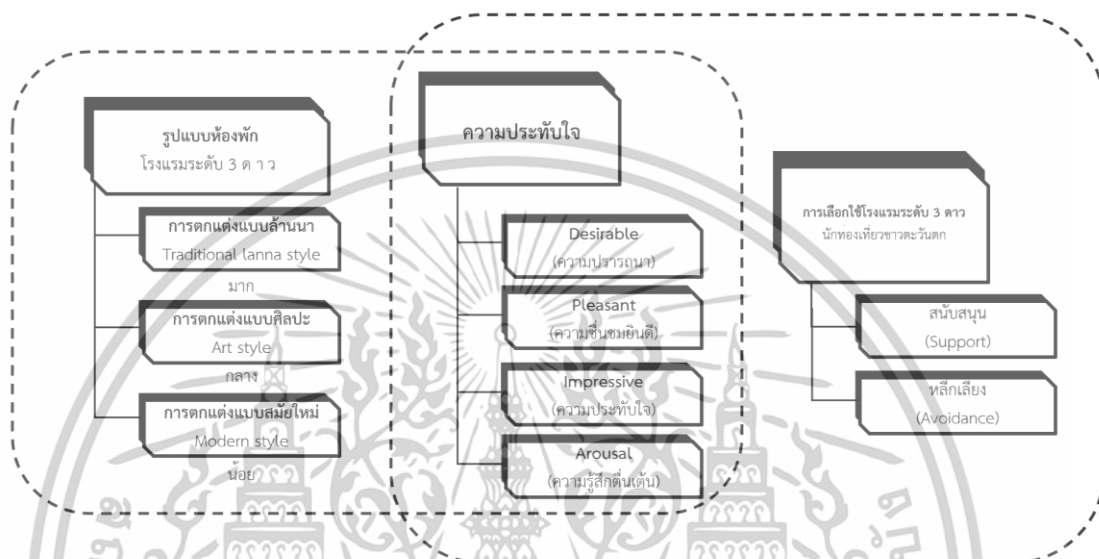 รูปแบบห้องพัก
โรงแรมระดับ 3 ด า ว
การตกแต่งแบบล้านนา
Traditional lanna style
มาก
การตกแต่งแบบศิลปะ
Art style
กลาง
การตกแต่งแบบสมัยใหม่
Modern style
น้อย
ความประทับใจ
Desirable
(ความปรารถนา)
Pleasant
(ความชื่นชมยินดี)
Impressive
(ความประทับใจ)
Arousal
(ความรู้สึกตื่นเต้น)
การเลือกใช้โรงแรมระดับ 3 ดาว
นักท่องเที่ยวชาวตะวันตก
สนับสนุน
(Support)
หลีกเลี่ยง
(Avoidance)